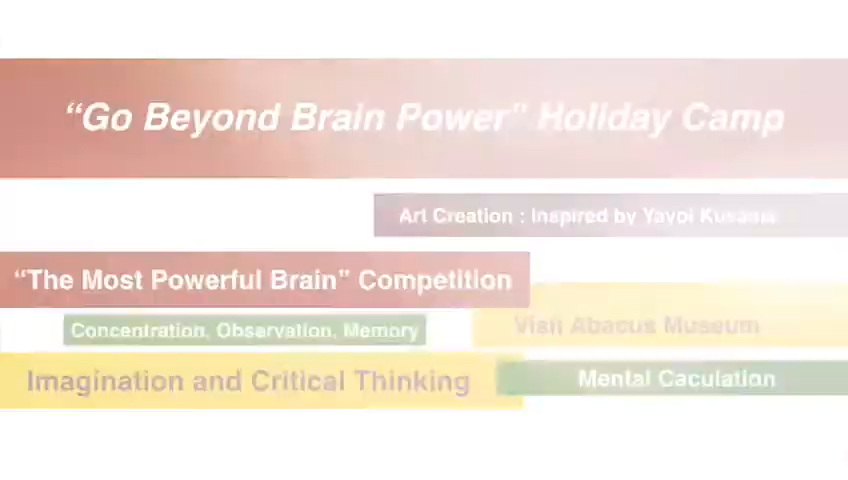 “Go Beyond Brain Power” Holiday Camp
Art Creation : Inspired by Yayoi Kusama
“The Most Powerful Brain” Competition
Concentration, Observation, Memory
Visit Abacus Museum
Imagination and Critical Thinking
Mental Caculation